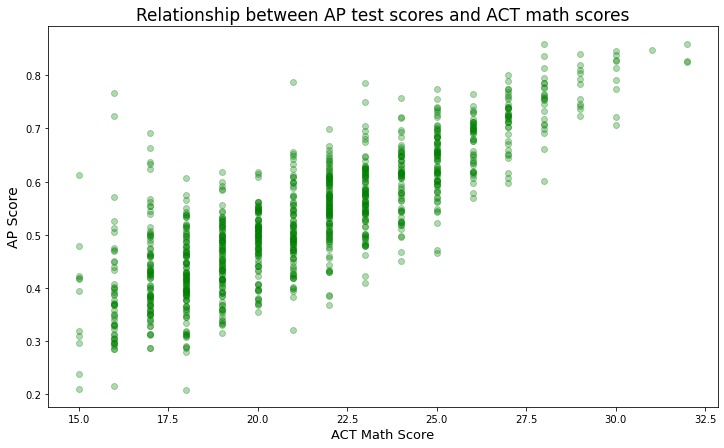 Relationship between AP test scores and ACT math scores
AP Score
0.8
0.7
0.6
0.5
0.4
0.3
0.2
15.0 17.5 20.0 22.5 25.0 27.5 30.0 32.5
ACT Math Score